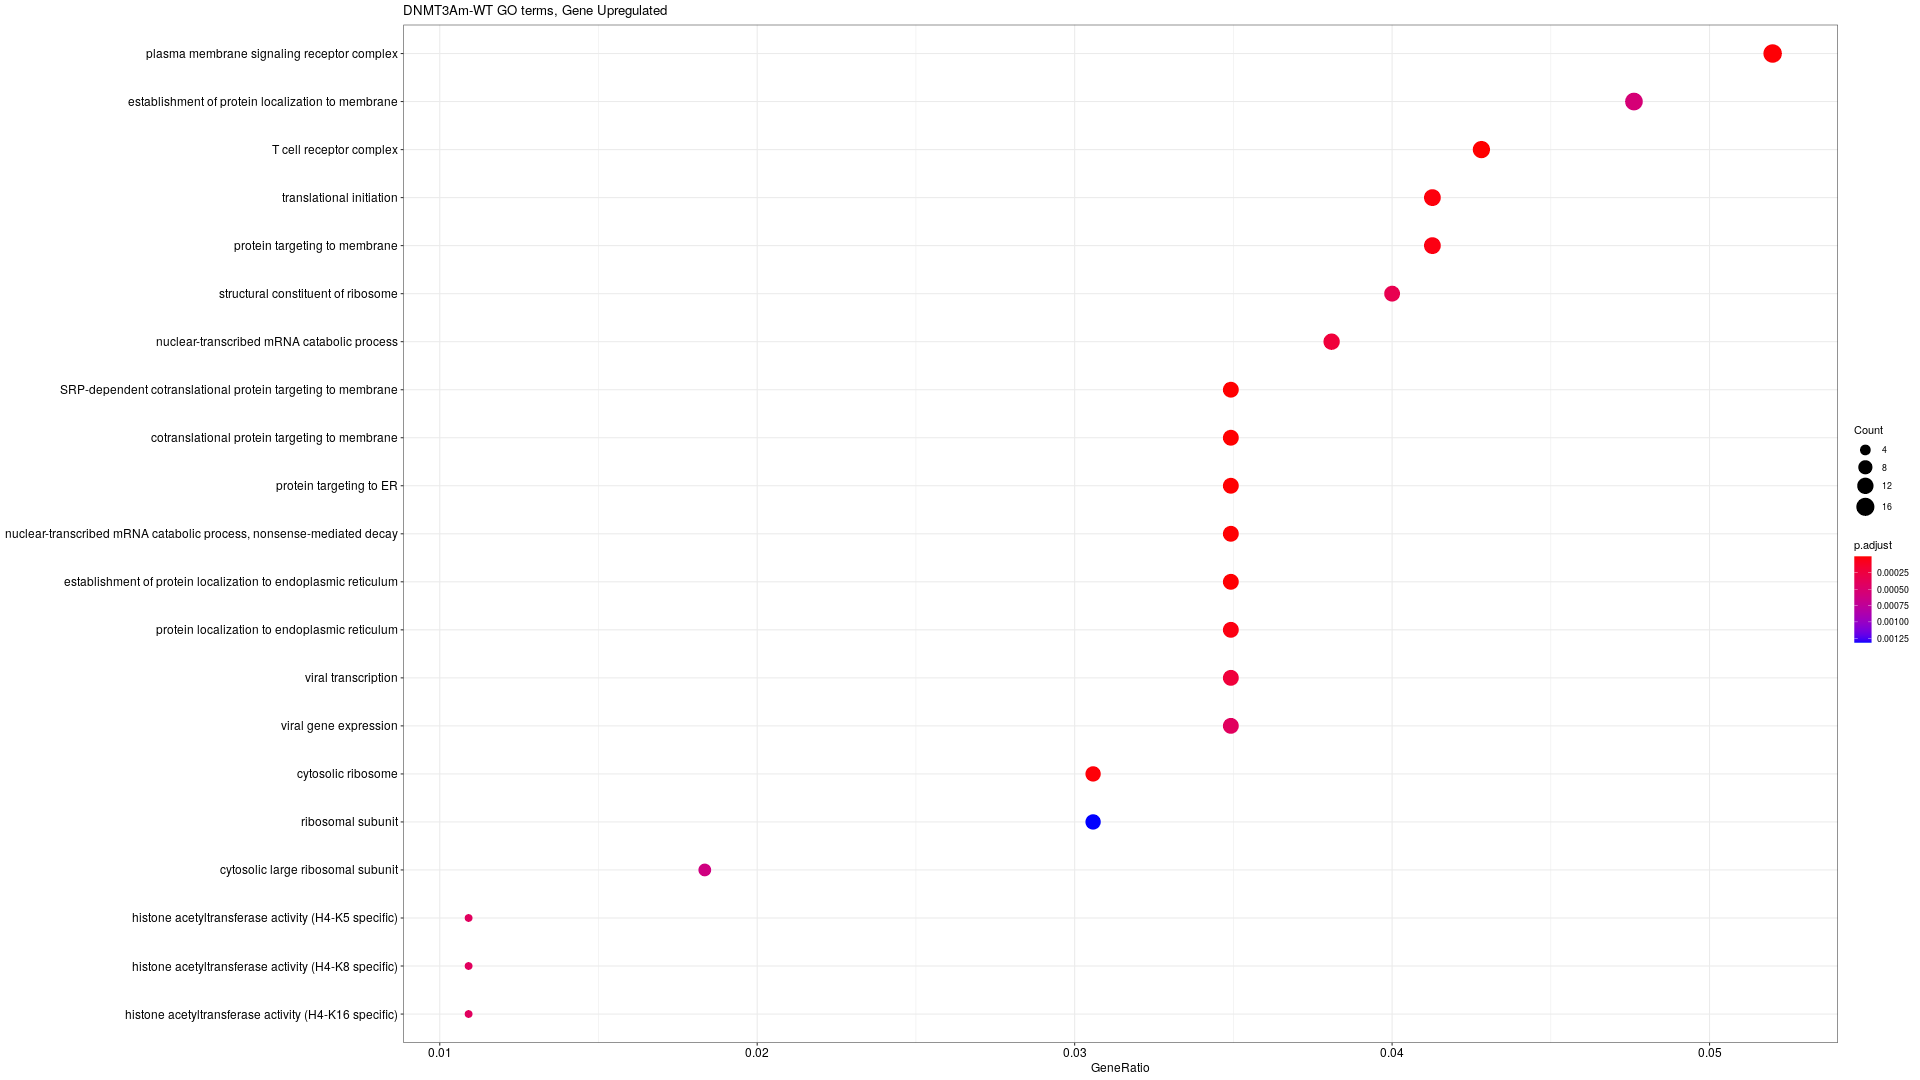 DNMT3Am-WT GO terms, Gene Upregulated
plasma membrane signaling receptor complex
establishment of protein localization to membrane
T cell receptor complex
translational initiation
protein targeting to membrane
structural constituent of ribosome
nuclear-transcribed mRNA catabolic process
SRP-dependent cotranslational protein targeting to membrane
cotranslational protein targeting to membrane
protein targeting to ER
nuclear-transcribed mRNA catabolic process, nonsense-mediated decay
establishment of protein localization to endoplasmic reticulum
protein localization to endoplasmic reticulum
viral transcription
viral gene expression
cytosolic ribosome
ribosomal subunit
cytosolic large ribosomal subunit
histone acetyltransferase activity (H4-K5 specific)
histone acetyltransferase activity (H4-K8 specific)
histone acetyltransferase activity (H4-K16 specific)
0.01 0.02 0.03 0.04 0.05
GeneRatio
Count
4
8
12
16
p.adjust
0.00025
0.00050
0.00075
0.00100
0.00125